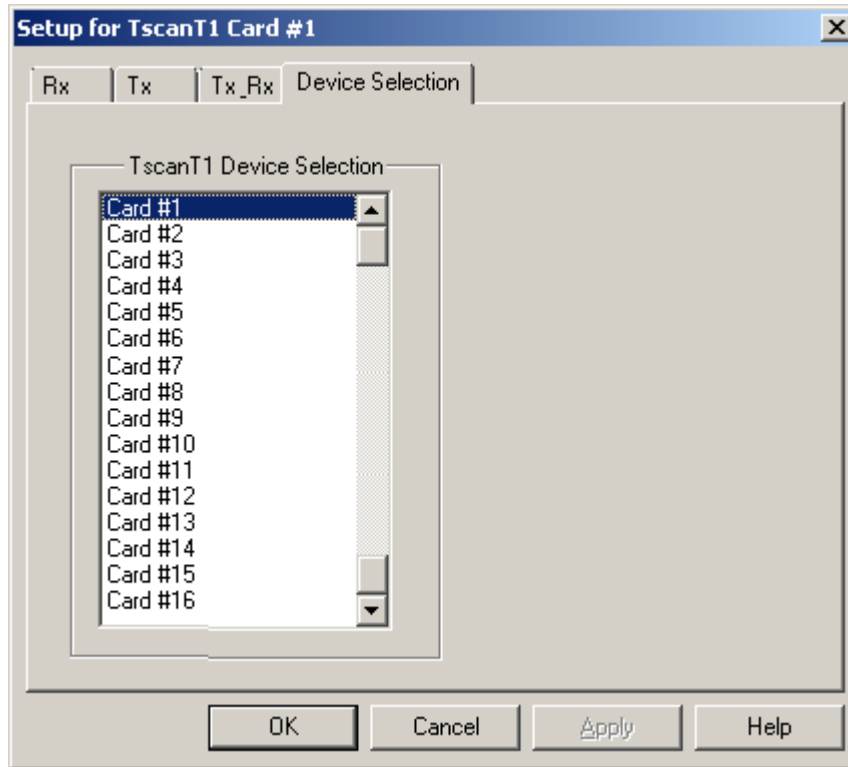 Setup for TscanT1 Card #1
Rx Tx Tx_Rx Device Selection
TscanT1 Device Selection
Card #1
Card #2
Card #3
Card #4
Card #5
Card #6
Card #7
Card #8
Card #9
Card #10
Card #11
Card #12
Card #13
Card #14
Card #15
Card #16
OK Cancel Apply Help